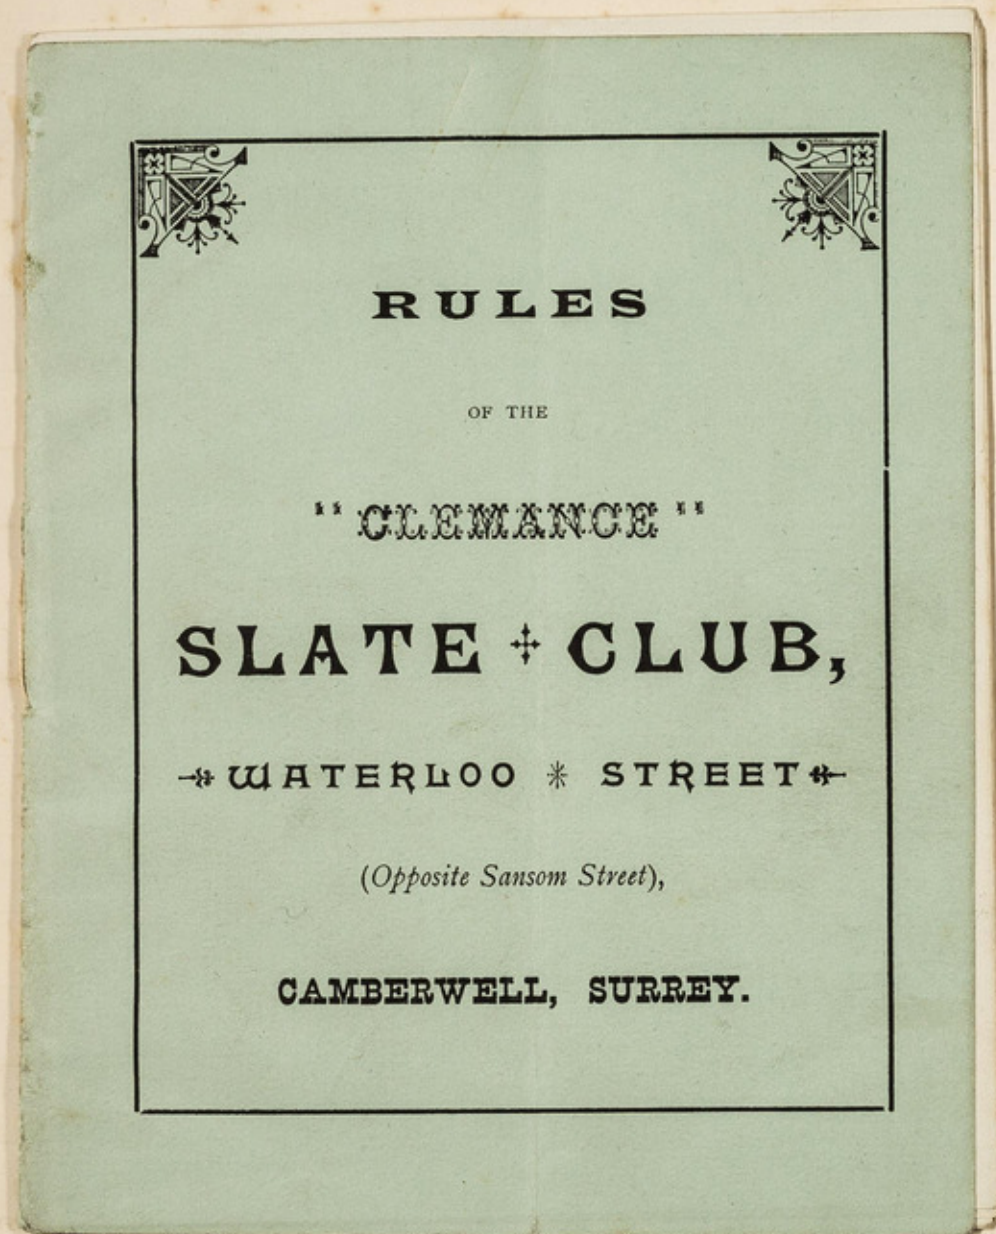 RULES
OF THE
"CLEMANCE"
SLATE CLUB,
WATERLOO STREET
(Opposite Sansom Street),
CAMBERWELL, SURREY.